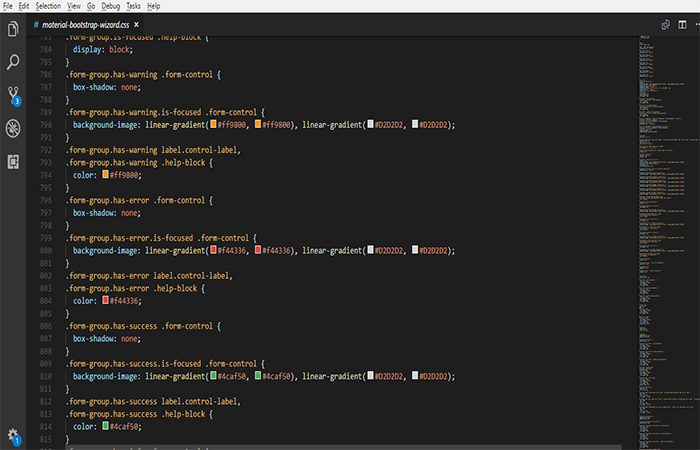 File Edit Selection View Go Debug Tasks Help
# material-bootstrap-wizard.css ×
783 .form-group.is-focused .help-block {
784 display: block;
785 }
786 .form-group.has-warning .form-control {
787 box-shadow: none;
788 }
789 .form-group.has-warning.is-focused .form-control {
790 background-image: linear-gradient(#ff9800, #ff9800), linear-gradient(#D2D2D2, #D2D2D2);
791 }
792 .form-group.has-warning label.control-label,
793 .form-group.has-warning .help-block {
794 color: #ff9800;
795 }
796 .form-group.has-error .form-control {
797 box-shadow: none;
798 }
799 .form-group.has-error.is-focused .form-control {
800 background-image: linear-gradient(#f44336, #f44336), linear-gradient(#D2D2D2, #D2D2D2);
801 }
802 .form-group.has-error label.control-label,
803 .form-group.has-error .help-block {
804 color: #f44336;
805 }
806 .form-group.has-success .form-control {
807 box-shadow: none;
808 }
809 .form-group.has-success.is-focused .form-control {
810 background-image: linear-gradient(#4caf50, #4caf50), linear-gradient(#D2D2D2, #D2D2D2);
811 }
812 .form-group.has-success label.control-label,
813 .form-group.has-success .help-block {
814 color: #4caf50;
815 }
3
1